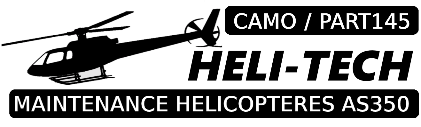 CAMO / PART145
HELI-TECH
MAINTENANCE HELICOPTERES AS350